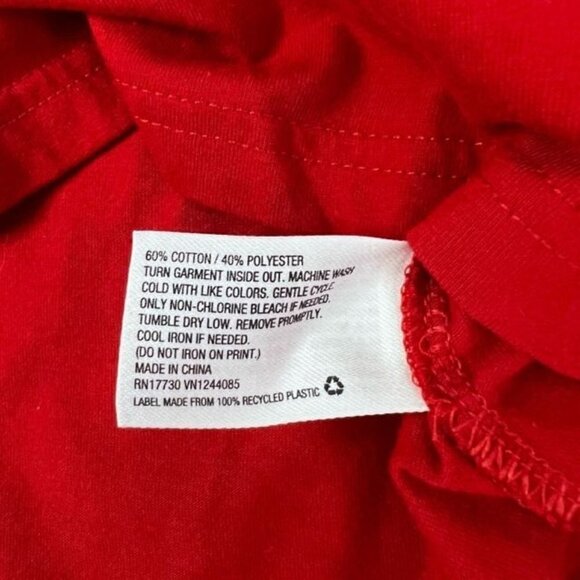 60% COTTON / 40% POLYESTER
TURN GARMENT INSIDE OUT. MACHINE WASH
COLD WITH LIKE COLORS. GENTLE CYCLE.
ONLY NON-CHLORINE BLEACH IF NEEDED.
TUMBLE DRY LOW. REMOVE PROMPTLY.
COOL IRON IF NEEDED.
(DO NOT IRON ON PRINT.)
MADE IN CHINA
RN17730 VN1244085
LABEL MADE FROM 100% RECYCLED PLASTIC